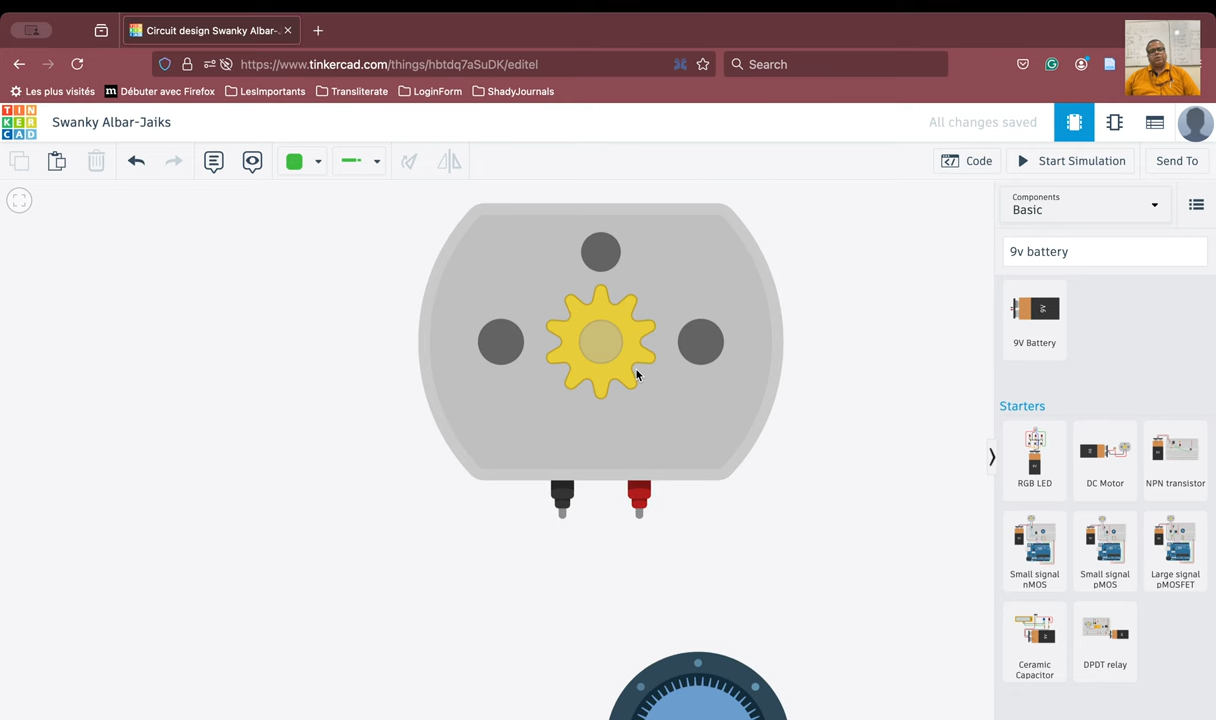 Circuit design Swanky Albar-
https://www.tinkercad.com/things/hbtdq7aSuDK/editel
Search
Les plus visités
m Débuter avec Firefox
LesImportants
Transliterate
LoginForm
ShadyJournals
TIN
KER
CAD
Swanky Albar-Jaiks
All changes saved
Code
Start Simulation
Send To
Components
Basic
9v battery
9V
9V Battery
Starters
RGB LED
DC Motor
NPN transistor
Small signal nMOS
Small signal pMOS
Large signal pMOSFET
Ceramic Capacitor
DPDT relay